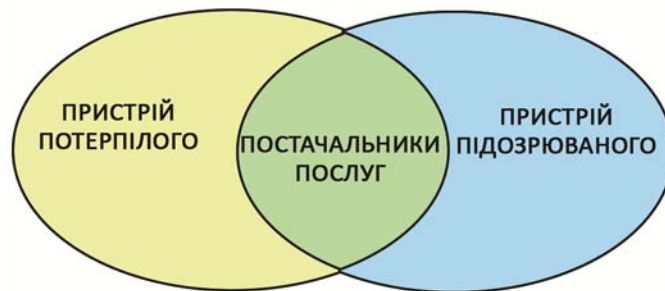 ПРИСТРІЙ
ПОТЕРПІЛОГО
ПОСТАЧАЛЬНИКИ
ПОСЛУГ
ПРИСТРІЙ
ПІДОЗРЮВАНОГО